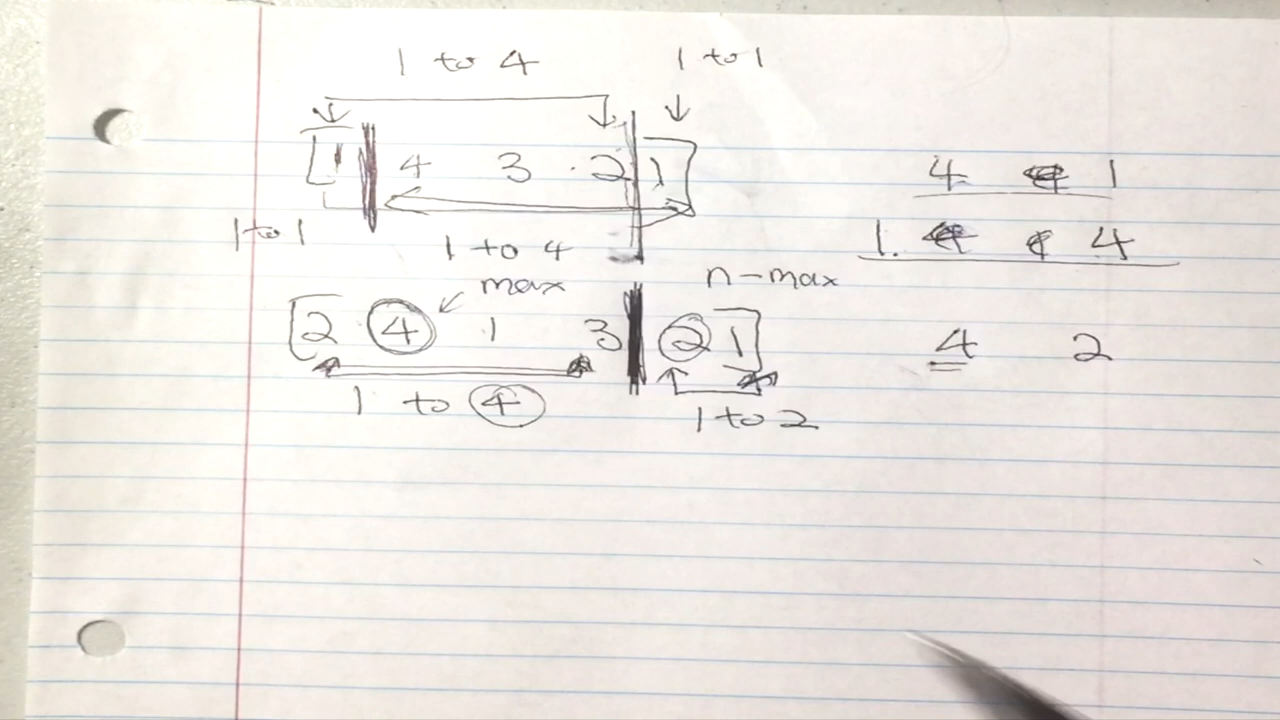 1 to 4 1 to 1
[1 4 3 2 1] 4 1
1 to 1 1 to 4 1. 4
max n-max
[2 4 1 3 2 1] 4 2
1 to 4 1 to 2